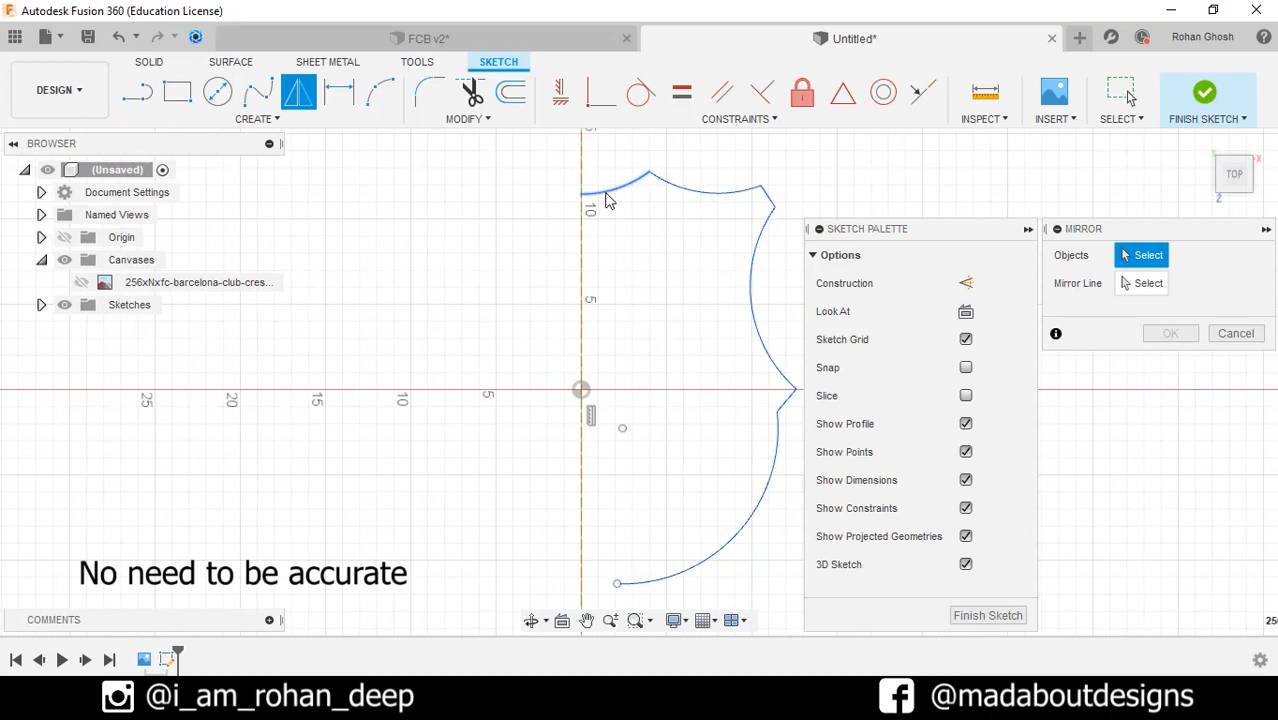 Autodesk Fusion 360 (Education License)
FCB v2*
Untitled*
Rohan Ghosh
SOLID SURFACE SHEET METAL TOOLS SKETCH
DESIGN
CREATE MODIFY CONSTRAINTS INSPECT INSERT SELECT FINISH SKETCH
BROWSER
(Unsaved)
Document Settings
Named Views
Origin
Canvases
256xNxfc-barcelona-club-cres...
Sketches
TOP
X
Z
5
10
5
25 20 15 10 5
SKETCH PALETTE
Options
Construction
Look At
Sketch Grid
Snap
Slice
Show Profile
Show Points
Show Dimensions
Show Constraints
Show Projected Geometries
3D Sketch
Finish Sketch
MIRROR
Objects Select
Mirror Line Select
OK Cancel
No need to be accurate
COMMENTS
@i_am_rohan_deep
@madaboutdesigns